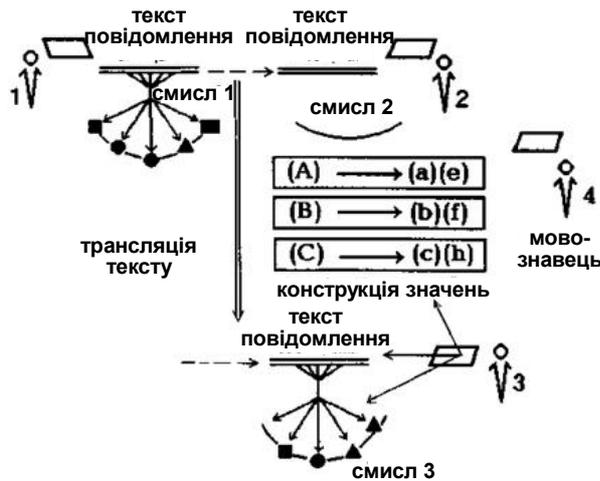 текст
повідомлення
текст
повідомлення
1
смисл 1
2
смисл 2
(A) (a)(e)
(B) (b)(f)
(C) (c)(h)
4
мово-
знавець
трансляція
тексту
конструкція значень
текст
повідомлення
3
смисл 3